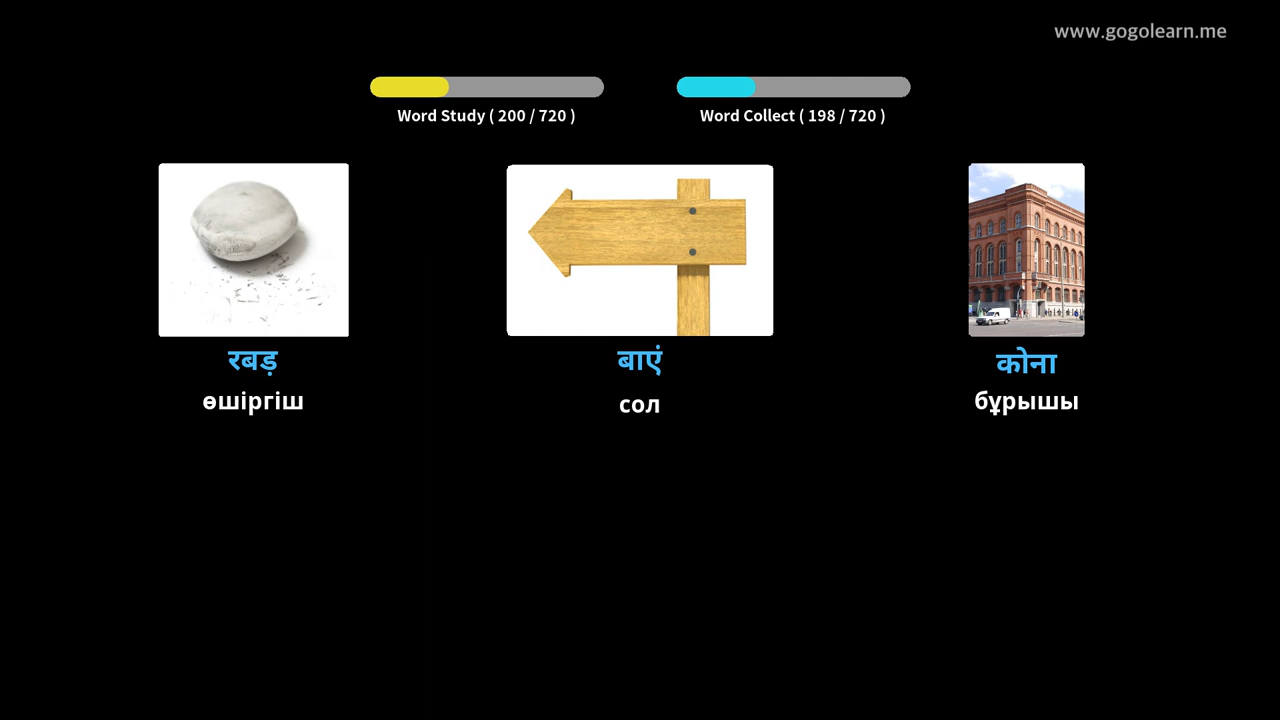 www.gogolearn.me
Word Study ( 200 / 720 )
Word Collect ( 198 / 720 )
रबड़
өшіргіш
बाएं
сол
कोना
бұрышы